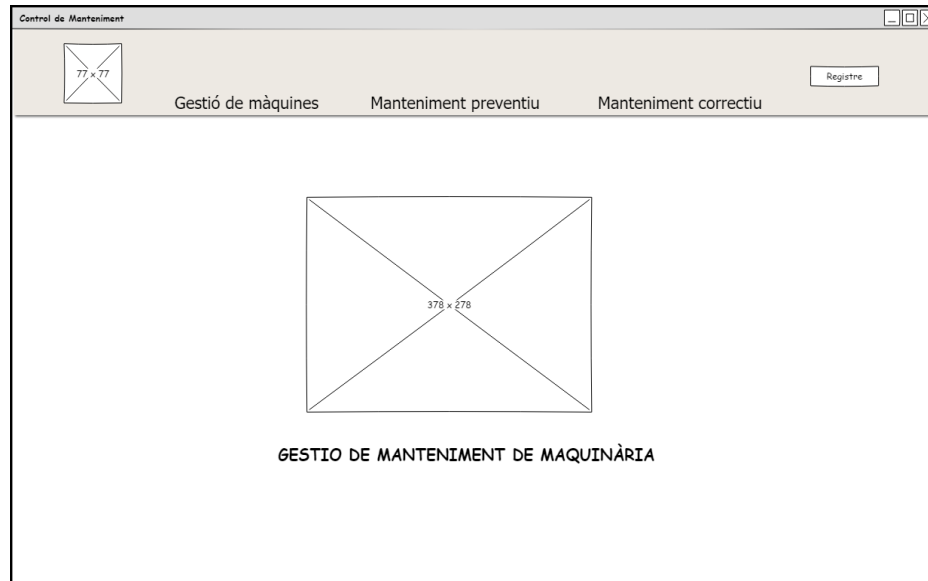 Control de Manteniment
77 x 77
Registre
Gestió de màquines
Manteniment preventiu
Manteniment correctiu
378 x 278
GESTIO DE MANTENIMENT DE MAQUINÀRIA